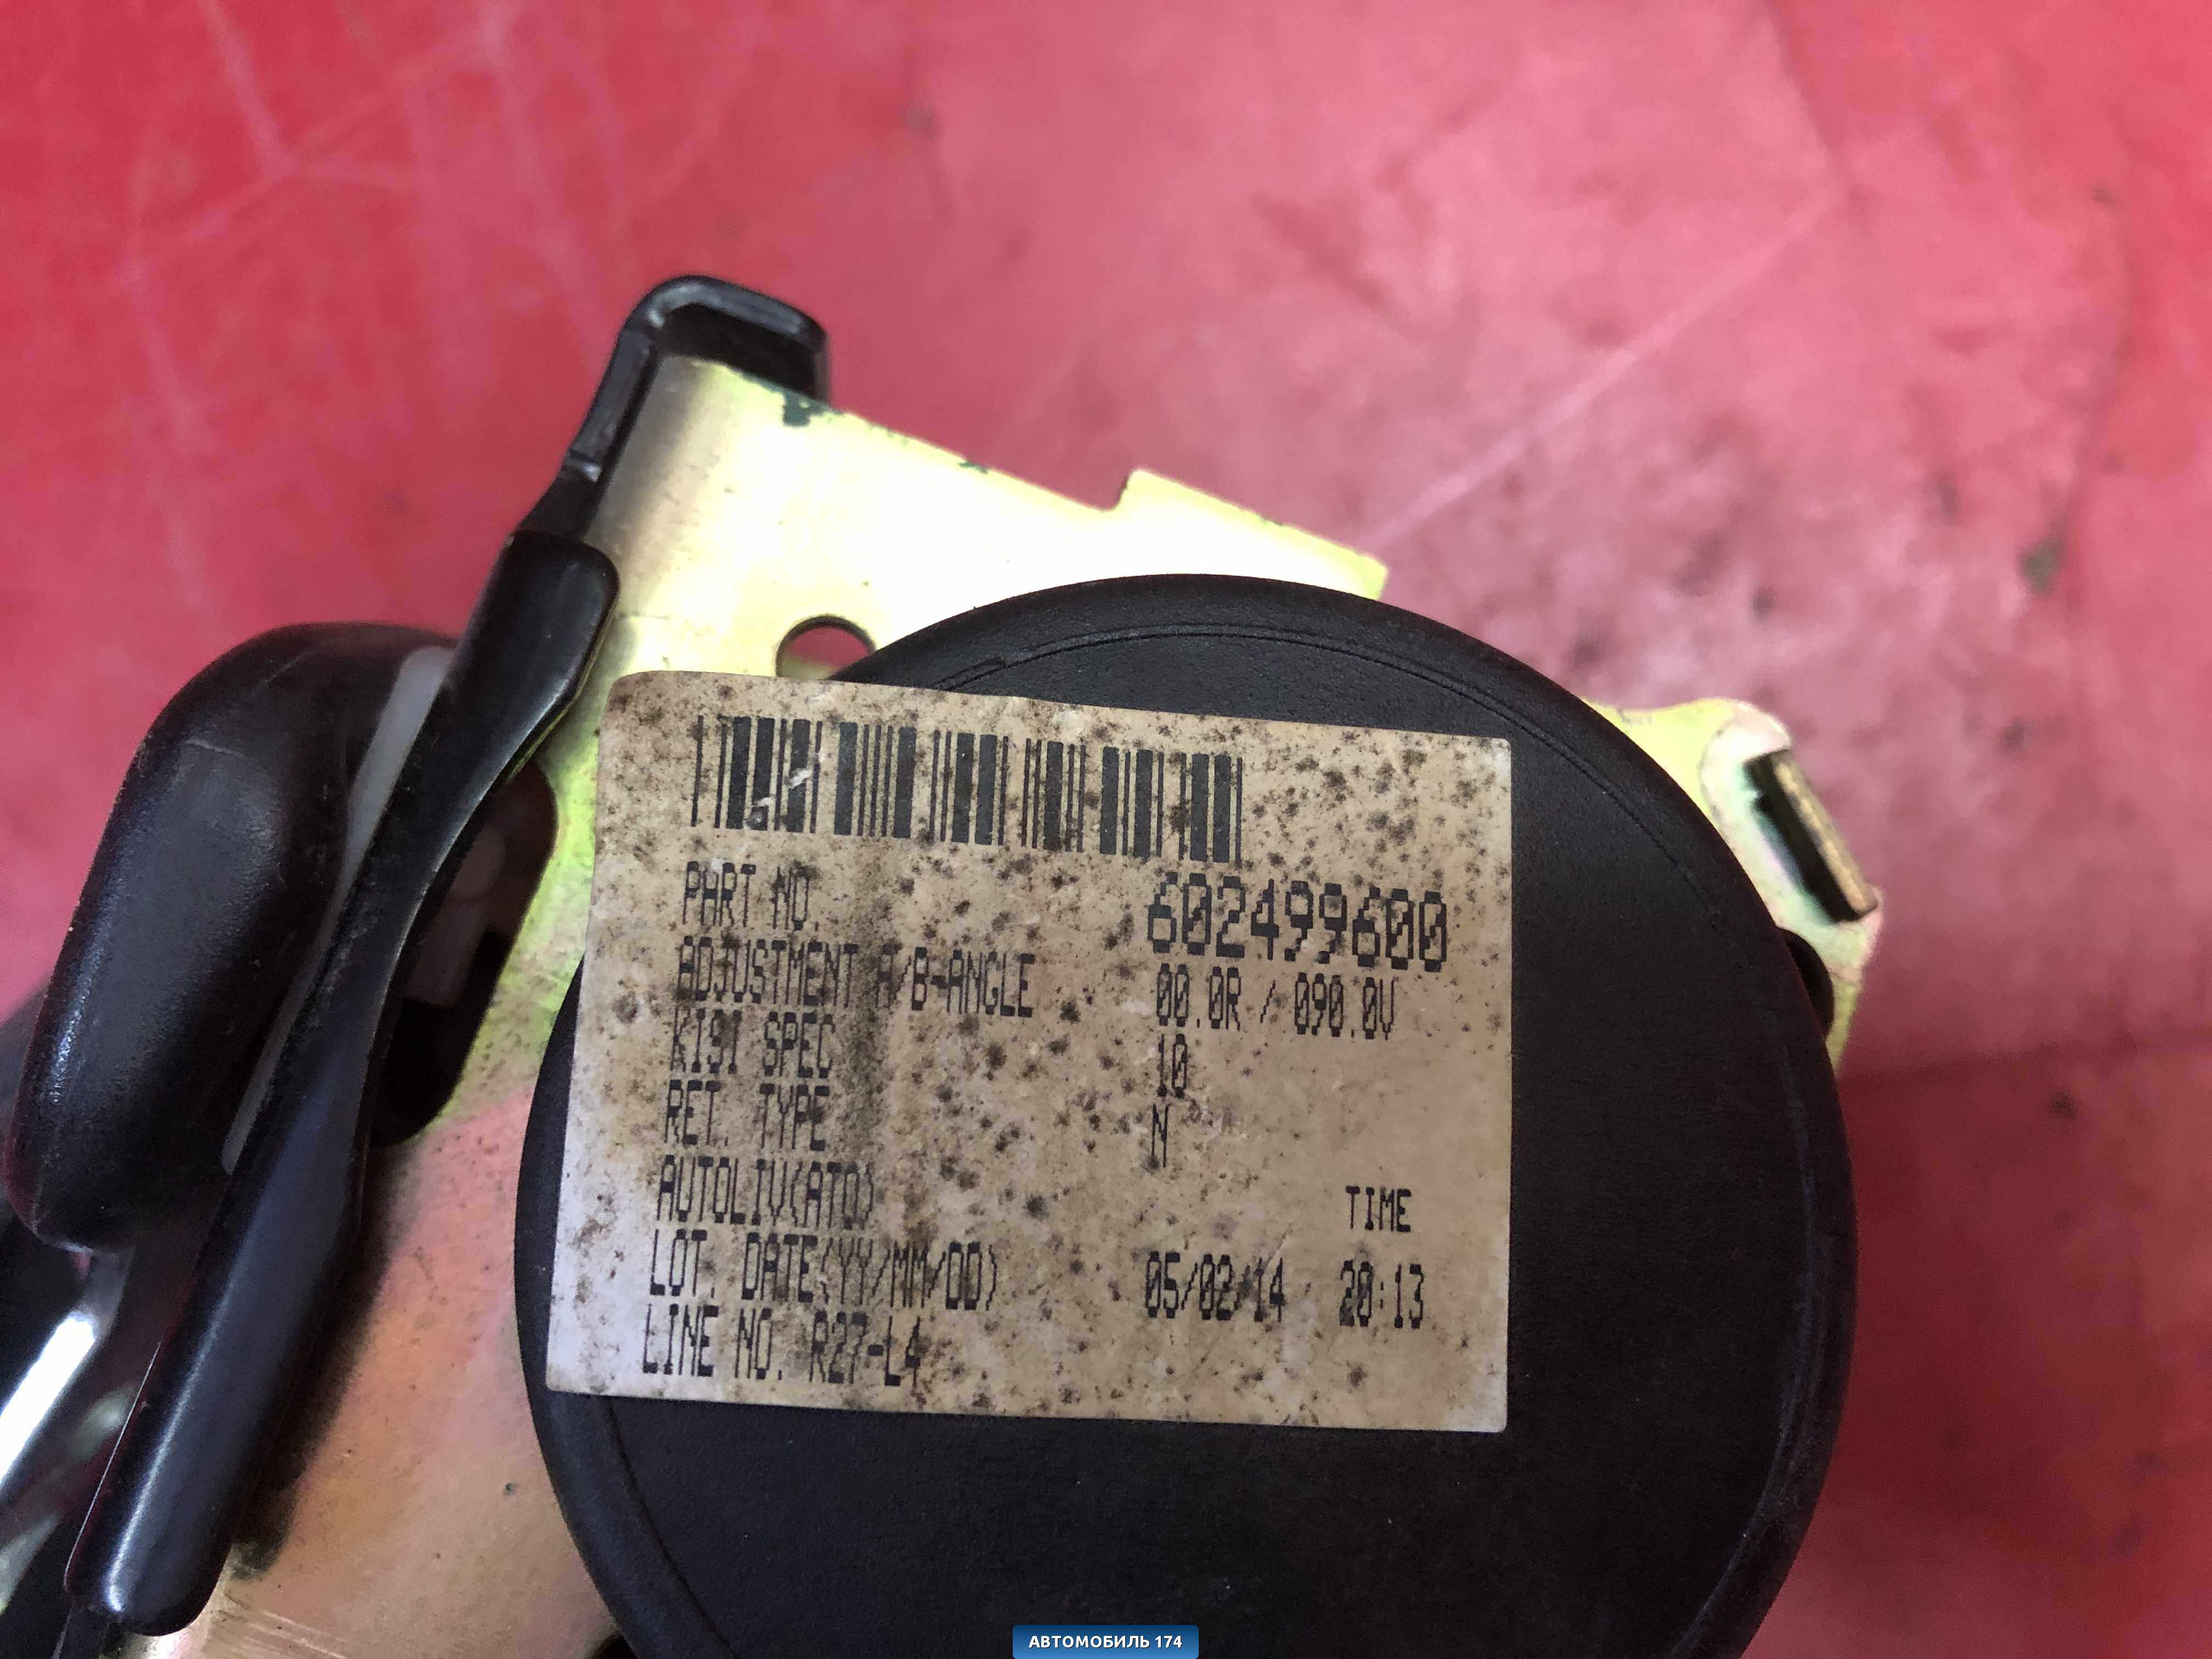 PART NO. 602499600
ADJUSTMENT A/B-ANGLE 00.0R / 090.0V
KISI SPEC 10
RET. TYPE N
AUTOLIV(ATO) TIME
LOT. DATE(YY/MM/DD) 05/02/14 20:13
LINE NO. R27-L4
АВТОМОБИЛЬ 174